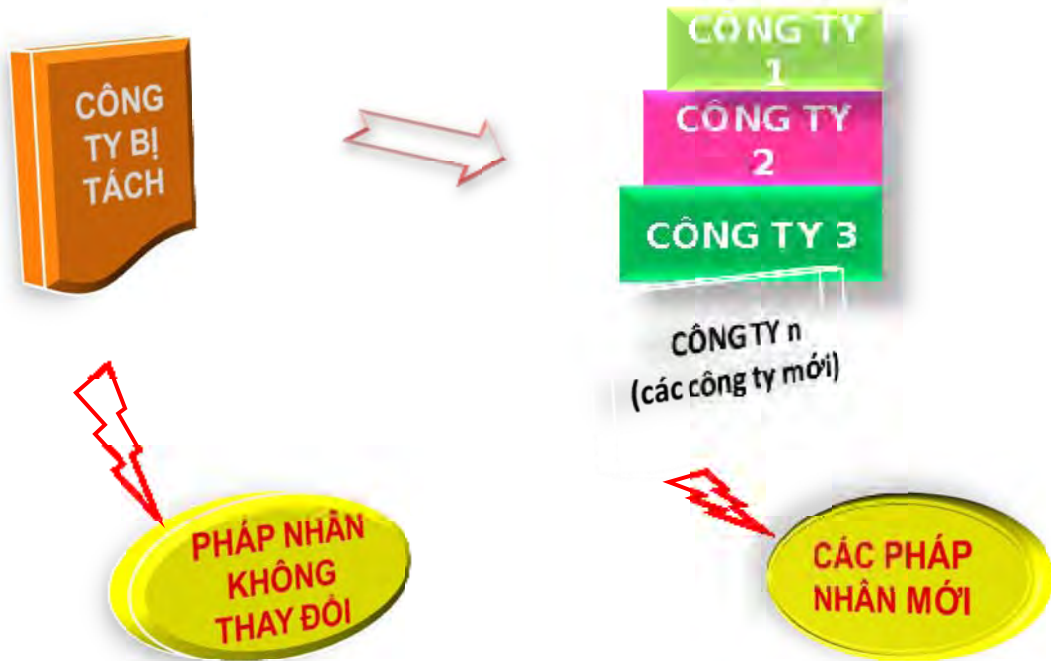 CÔNG
TY BỊ
TÁCH
CÔNG TY
1
CÔNG TY
2
CÔNG TY 3
CÔNG TY n
(các công ty mới)
PHÁP NHÂN
KHÔNG
THAY ĐỔI
CÁC PHÁP
NHÂN MỚI